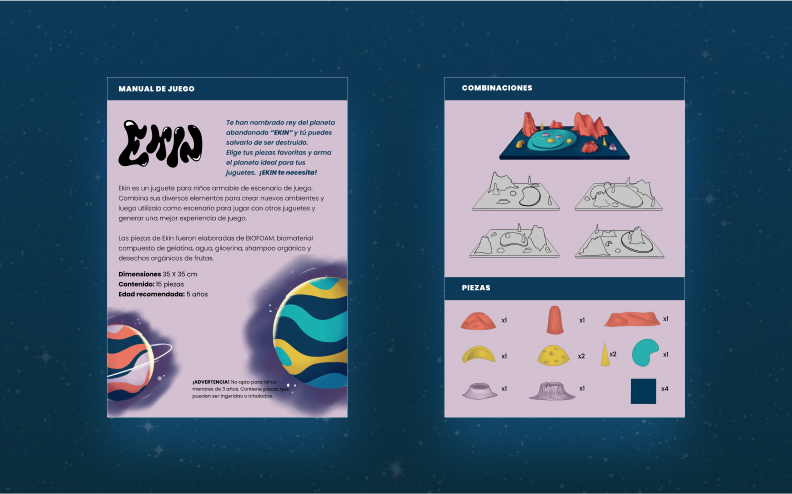 MANUAL DE JUEGO
EKIN
Te han nombrado rey del planeta
abandonado “EKIN” y tú puedes
salvarlo de ser destruido.
Elige tus piezas favoritas y arma
el planeta ideal para tus
juguetes. ¡EKIN te necesita!
Ekin es un juguete para niños armable de escenario de juego.
Combina sus diversos elementos para crear nuevos ambientes y
luego utilízalo como escenario para jugar con otros juguetes y
generar una mejor experiencia de juego.
Las piezas de Ekin fueron elaboradas de BIOFOAM, biomaterial
compuesto de gelatina, agua, glicerina, shampoo orgánico y
desechos orgánicos de frutas.
Dimensiones 35 X 35 cm
Contenido: 15 piezas
Edad recomendada: 5 años
¡ADVERTENCIA! No apto para niños
menores de 3 años. Contiene piezas que
pueden ser ingeridas o inhaladas.
COMBINACIONES
PIEZAS
x1
x1
x1
x1
x2
x2
x1
x1
x1
x4